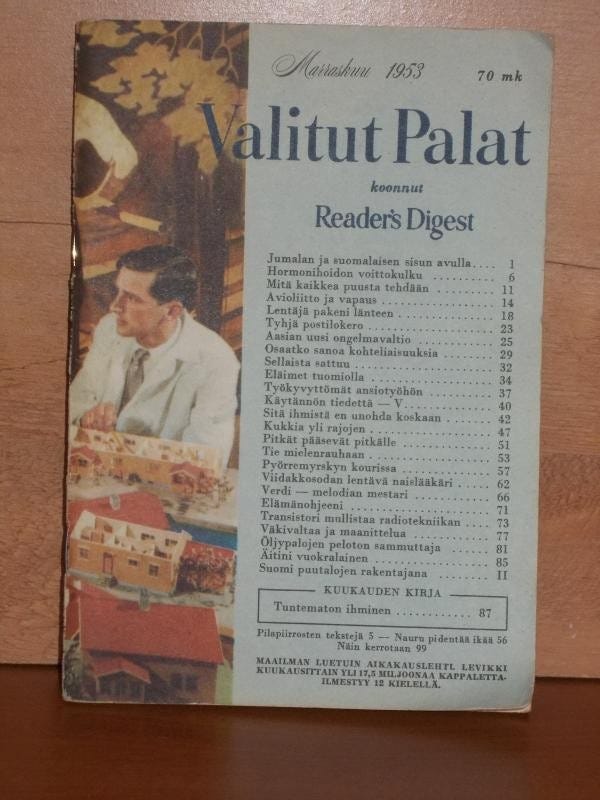 Marraskuu 1953 70 mk
Valitut Palat
koonnut
Reader's Digest
Jumalan ja suomalaisen sisun avulla.... 1
Hormonihoidon voittokulku .......... 6
Mitä kaikkea puusta tehdään .......... 11
Avioliitto ja vapaus ................ 14
Lentäjä pakeni länteen ............... 18
Tyhjä postilokero .................. 23
Aasian uusi ongelmavaltio ........... 25
Osaatko sanoa kohteliaisuuksia ....... 29
Sellaista sattuu .................... 32
Eläimet tuomiolla .................. 34
Työkyvyttömät ansiotyöhön ......... 37
Käytännön tiedettä — V............. 40
Sitä ihmistä en unohda koskaan ....... 42
Kukkia yli rajojen .................. 47
Pitkät pääsevät pitkälle ............. 51
Tie mielenrauhaan .................. 53
Pyörremyrskyn kourissa ............. 57
Viidakkosodan lentävä naislääkäri ..... 62
Verdi — melodian mestari ........... 66
Elämänohjeeni .................... 71
Transistori mullistaa radiotekniikan .... 73
Väkivaltaa ja maanittelua ............ 77
Öljypalojen peloton sammuttaja ...... 81
Äitini vuokralainen ................ 85
Suomi puutalojen rakentajana ........ II
KUUKAUDEN KIRJA
Tuntematon ihminen ............ 87
Pilapiirrosten tekstejä 5 — Nauru pidentää ikää 56
Näin kerrotaan 99
MAAILMAN LUETUIN AIKAKAUSLEHTI. LEVIKKI
KUUKAUSITTAIN YLI 17,5 MILJOONAA KAPPALETTA.
ILMESTYY 12 KIELELLÄ.